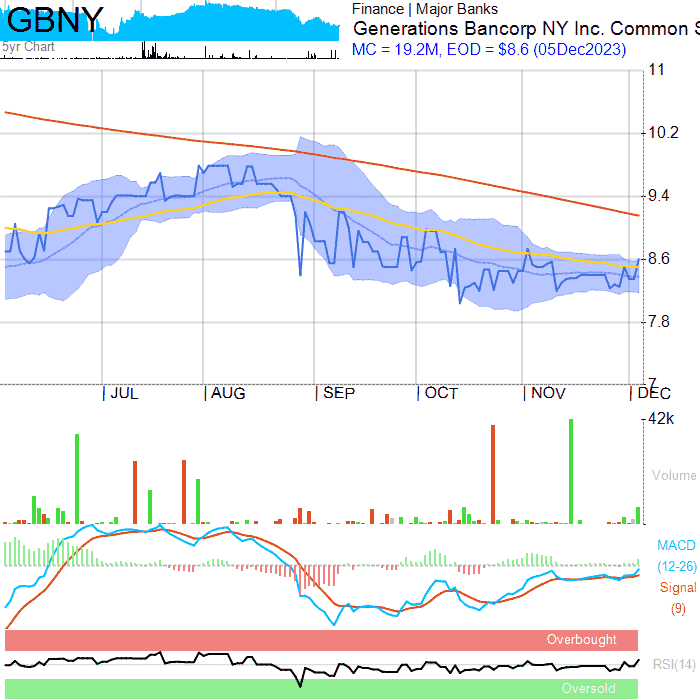 GBNY
5yr Chart
Finance | Major Banks
Generations Bancorp NY Inc. Common S
MC = 19.2M, EOD = $8.6 (05Dec2023)
11
10.2
9.4
8.6
7.8
7
JUL AUG SEP OCT NOV DEC
42k
Volume
MACD
(12-26)
Signal
(9)
Overbought
RSI(14)
Oversold